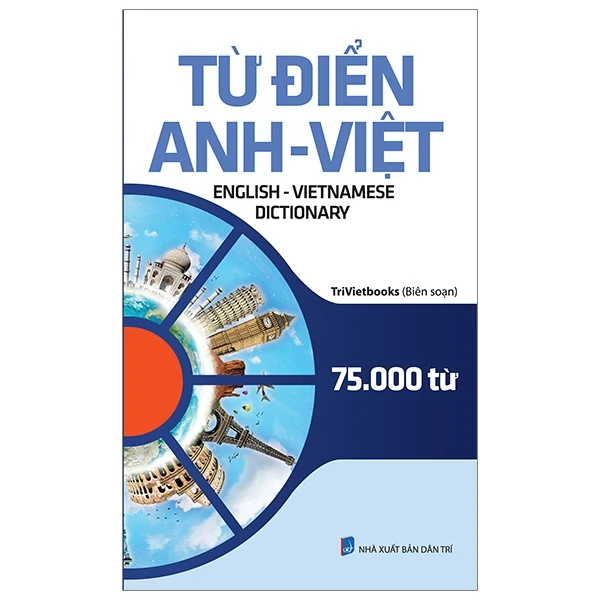 TỪ ĐIỂN
ANH-VIỆT
ENGLISH - VIETNAMESE
DICTIONARY
TriVietbooks (Biên soạn)
75.000 từ
NHÀ XUẤT BẢN DÂN TRÍ